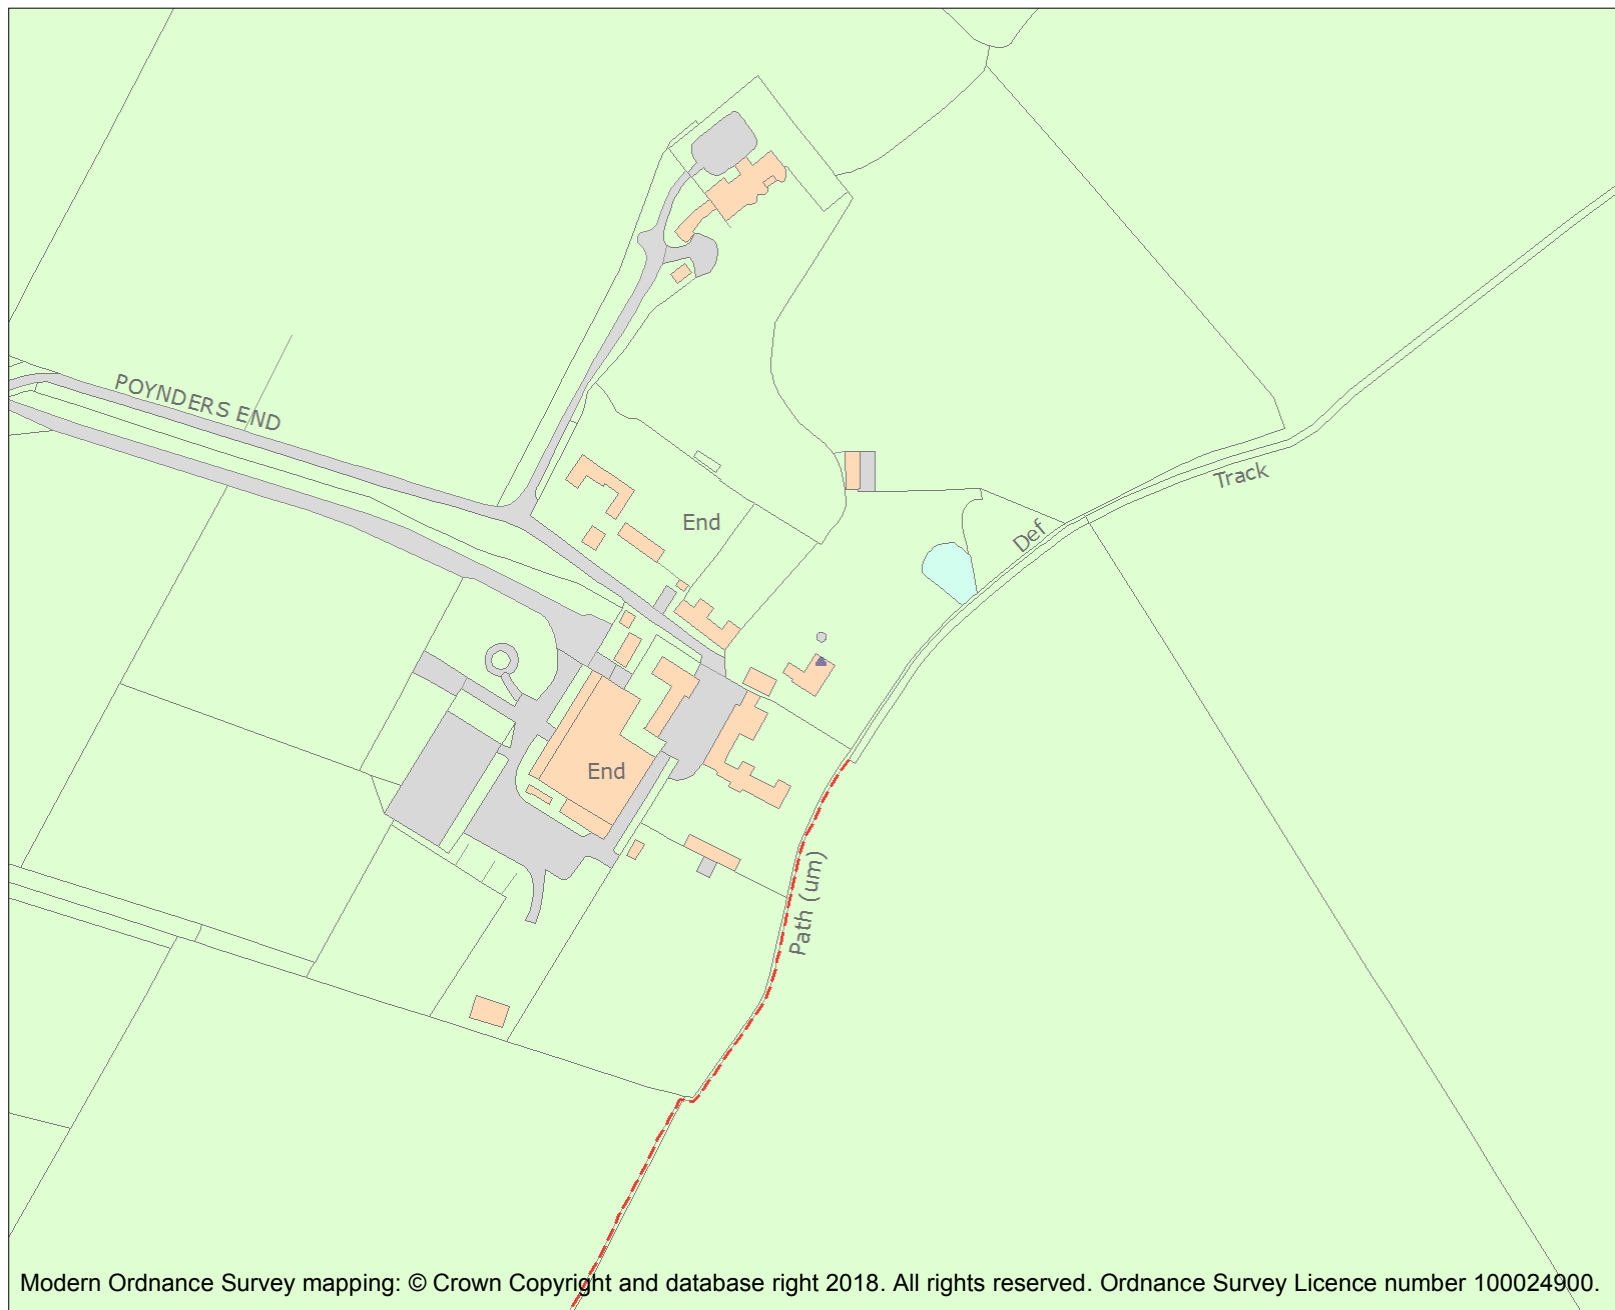 POYNDERS END
Track
End
Def
End
Path (um)
Modern Ordnance Survey mapping: © Crown Copyright and database right 2018. All rights reserved. Ordnance Survey Licence number 100024900.